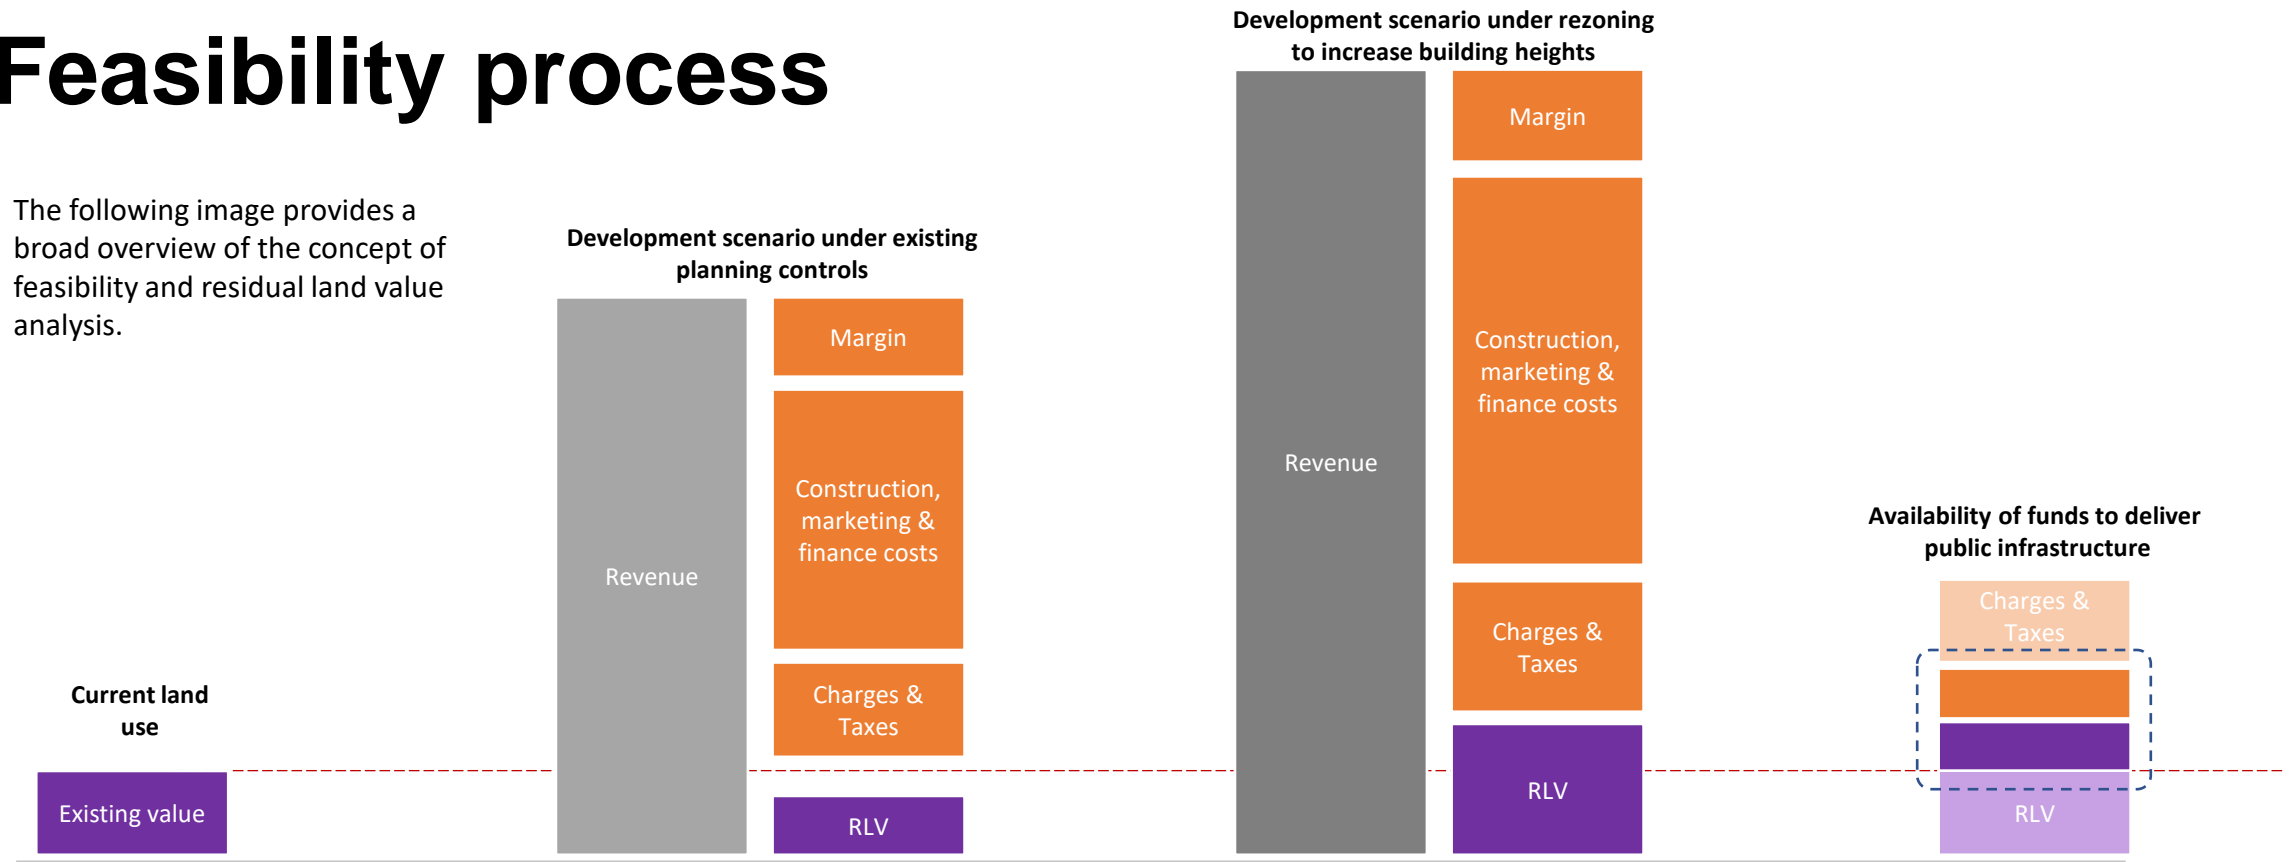 Feasibility process
The following image provides a
broad overview of the concept of
feasibility and residual land value
analysis.
Current land
use
Existing value
Development scenario under existing
planning controls
Revenue
Margin
Construction,
marketing &
finance costs
Charges &
Taxes
RLV
Development scenario under rezoning
to increase building heights
Revenue
Margin
Construction,
marketing &
finance costs
Charges &
Taxes
RLV
Availability of funds to deliver
public infrastructure
Charges &
Taxes
RLV